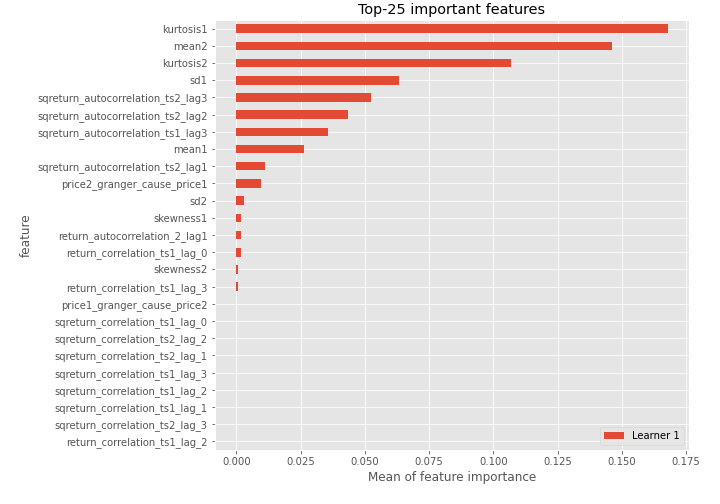 Top-25 important features
kurtosis1
mean2
kurtosis2
sd1
sqreturn_autocorrelation_ts2_lag3
sqreturn_autocorrelation_ts2_lag2
sqreturn_autocorrelation_ts1_lag3
mean1
sqreturn_autocorrelation_ts2_lag1
price2_granger_cause_price1
sd2
skewness1
return_autocorrelation_2_lag1
return_correlation_ts1_lag_0
skewness2
return_correlation_ts1_lag_3
price1_granger_cause_price2
sqreturn_correlation_ts1_lag_0
sqreturn_correlation_ts2_lag_2
sqreturn_correlation_ts2_lag_1
sqreturn_correlation_ts1_lag_3
sqreturn_correlation_ts1_lag_2
sqreturn_correlation_ts1_lag_1
sqreturn_correlation_ts2_lag_3
return_correlation_ts1_lag_2
feature
Learner 1
0.000 0.025 0.050 0.075 0.100 0.125 0.150 0.175
Mean of feature importance